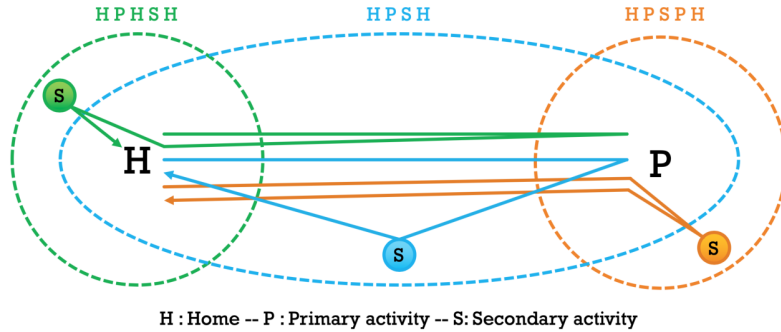 HPHSH
HPSH
HPSPH
S
H
P
S
S
H : Home -- P : Primary activity -- S: Secondary activity